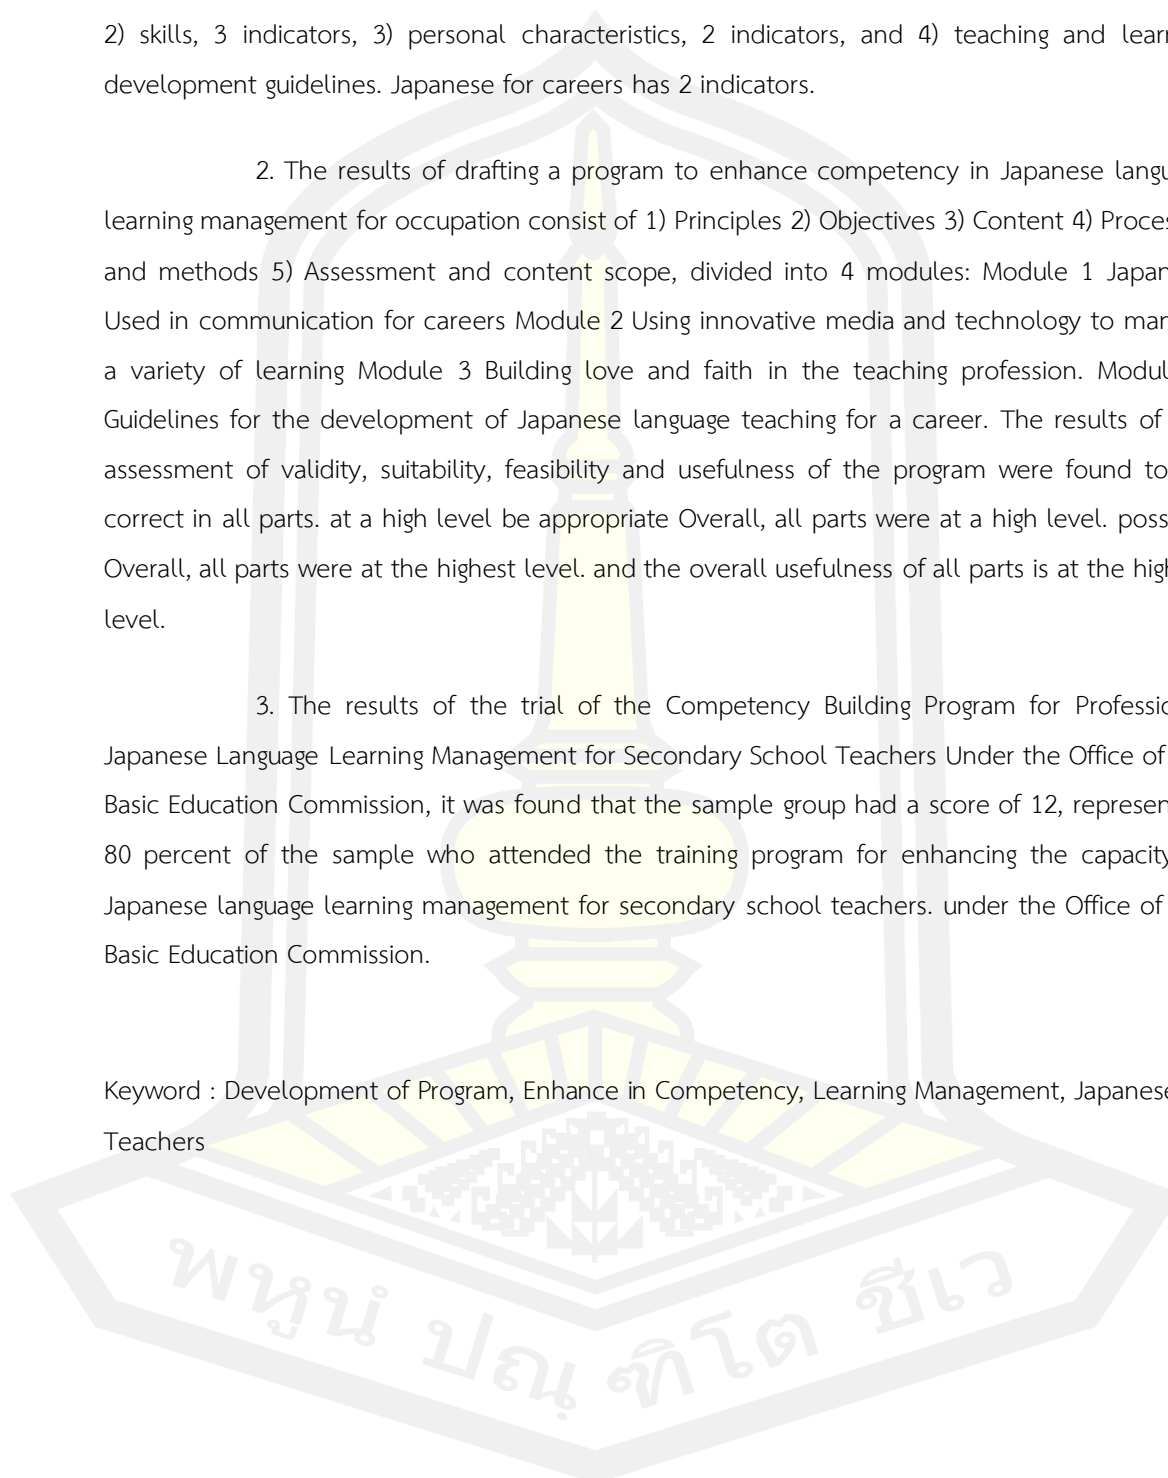 2) skills, 3 indicators, 3) personal characteristics, 2 indicators, and 4) teaching and learn
development guidelines. Japanese for careers has 2 indicators.
2. The results of drafting a program to enhance competency in Japanese langu
learning management for occupation consist of 1) Principles 2) Objectives 3) Content 4) Proces
and methods 5) Assessment and content scope, divided into 4 modules: Module 1 Japan
Used in communication for careers Module 2 Using innovative media and technology to man
a variety of learning Module 3 Building love and faith in the teaching profession. Modul
Guidelines for the development of Japanese language teaching for a career. The results of
assessment of validity, suitability, feasibility and usefulness of the program were found to
correct in all parts. at a high level be appropriate Overall, all parts were at a high level. poss
Overall, all parts were at the highest level. and the overall usefulness of all parts is at the high
level.
3. The results of the trial of the Competency Building Program for Professio
Japanese Language Learning Management for Secondary School Teachers Under the Office of
Basic Education Commission, it was found that the sample group had a score of 12, represen
80 percent of the sample who attended the training program for enhancing the capacity
Japanese language learning management for secondary school teachers. under the Office of
Basic Education Commission.
Keyword : Development of Program, Enhance in Competency, Learning Management, Japanese
Teachers
พหูนํ ปณฺฑิโต ชีเว